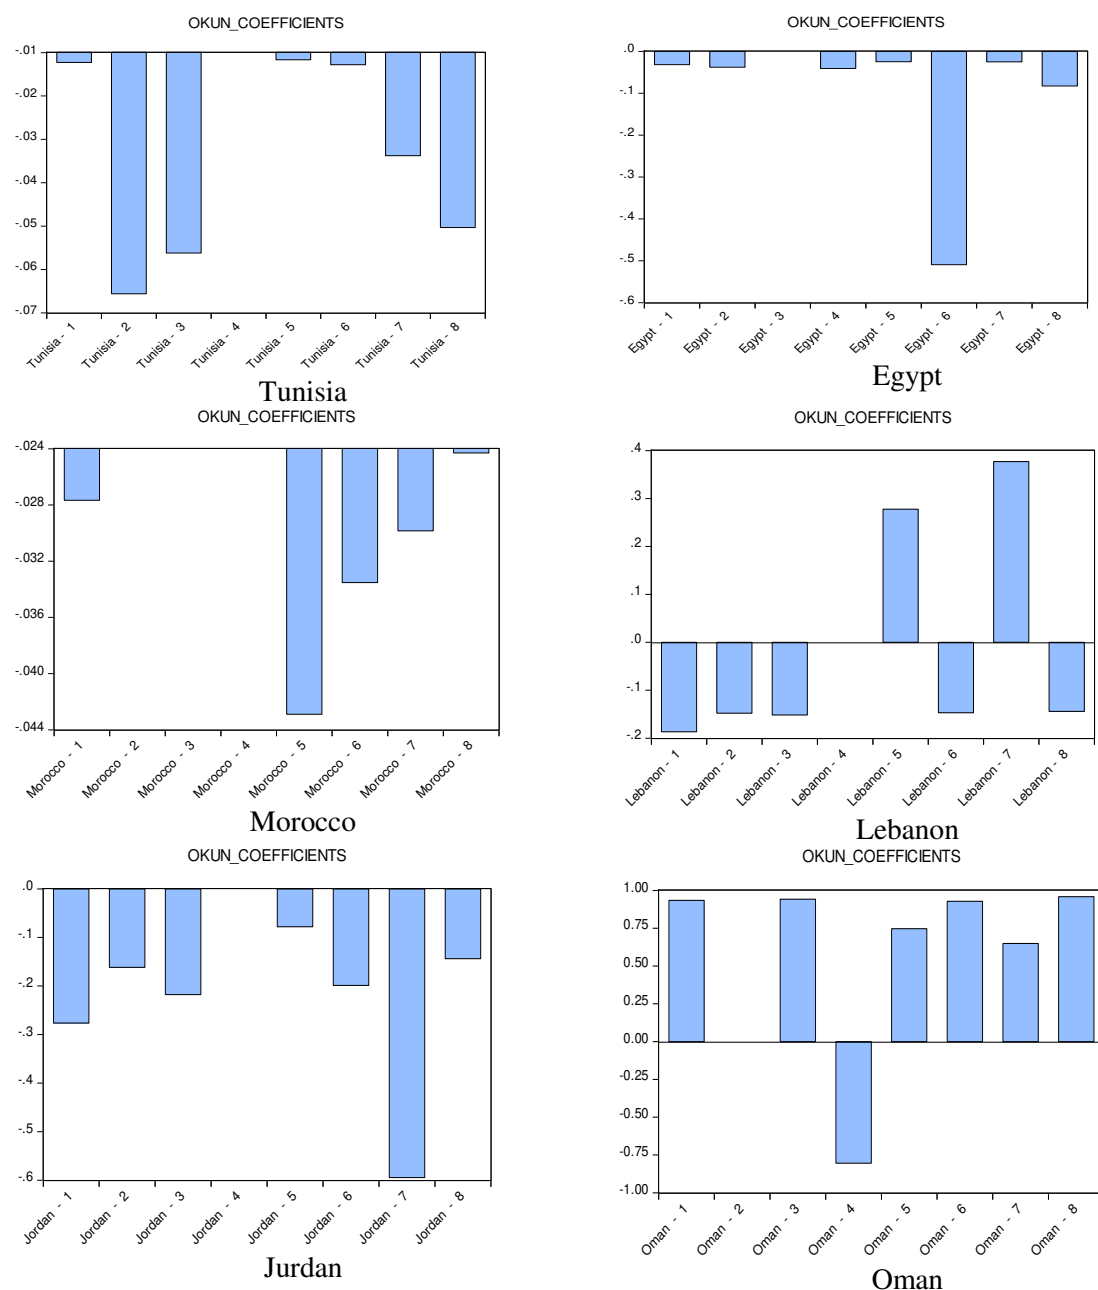 OKUN_COEFFICIENTS
-.01
-.02
-.03
-.04
-.05
-.06
-.07
Tunisia - 1
Tunisia - 2
Tunisia - 3
Tunisia - 4
Tunisia - 5
Tunisia - 6
Tunisia - 7
Tunisia - 8
Tunisia
OKUN_COEFFICIENTS
.0
-.1
-.2
-.3
-.4
-.5
-.6
Egypt - 1
Egypt - 2
Egypt - 3
Egypt - 4
Egypt - 5
Egypt - 6
Egypt - 7
Egypt - 8
Egypt
OKUN_COEFFICIENTS
-.024
-.028
-.032
-.036
-.040
-.044
Morocco - 1
Morocco - 2
Morocco - 3
Morocco - 4
Morocco - 5
Morocco - 6
Morocco - 7
Morocco - 8
Morocco
OKUN_COEFFICIENTS
.4
.3
.2
.1
.0
-.1
-.2
Lebanon - 1
Lebanon - 2
Lebanon - 3
Lebanon - 4
Lebanon - 5
Lebanon - 6
Lebanon - 7
Lebanon - 8
Lebanon
OKUN_COEFFICIENTS
.0
-.1
-.2
-.3
-.4
-.5
-.6
Jordan - 1
Jordan - 2
Jordan - 3
Jordan - 4
Jordan - 5
Jordan - 6
Jordan - 7
Jordan - 8
Jurdan
OKUN_COEFFICIENTS
1.00
0.75
0.50
0.25
0.00
-0.25
-0.50
-0.75
-1.00
Oman - 1
Oman - 2
Oman - 3
Oman - 4
Oman - 5
Oman - 6
Oman - 7
Oman - 8
Oman